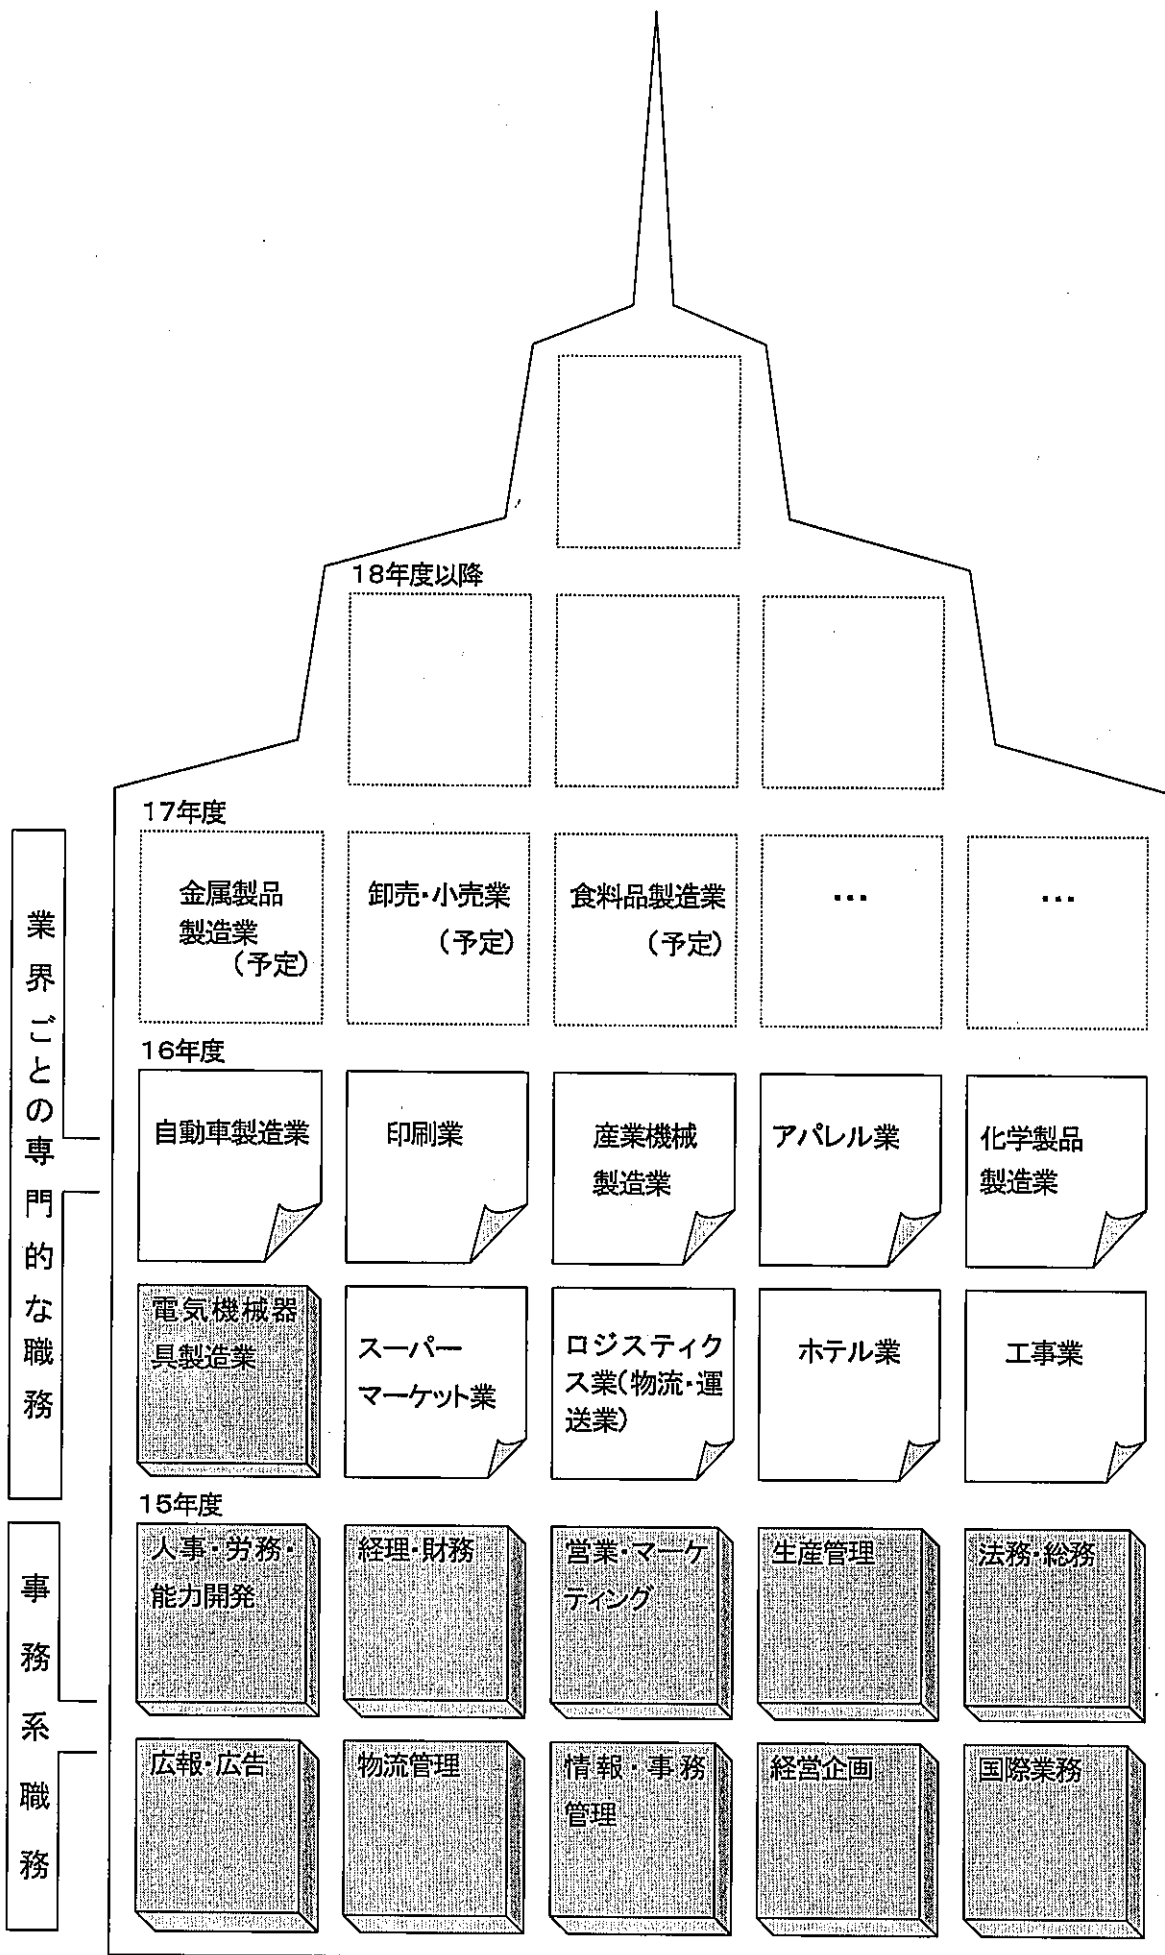 18年度以降
17年度
金属製品
製造業
(予定)
卸売・小売業
(予定)
食料品製造業
(予定)
…
…
業界ごとの専門的な職務
16年度
自動車製造業
印刷業
産業機械
製造業
アパレル業
化学製品
製造業
電気機械器
具製造業
スーパー
マーケット業
ロジスティク
ス業(物流・運
送業)
ホテル業
工事業
15年度
事務系職務
人事・労務・
能力開発
経理・財務
営業・マーケ
ティング
生産管理
法務・総務
広報・広告
物流管理
情報・事務
管理
経営企画
国際業務